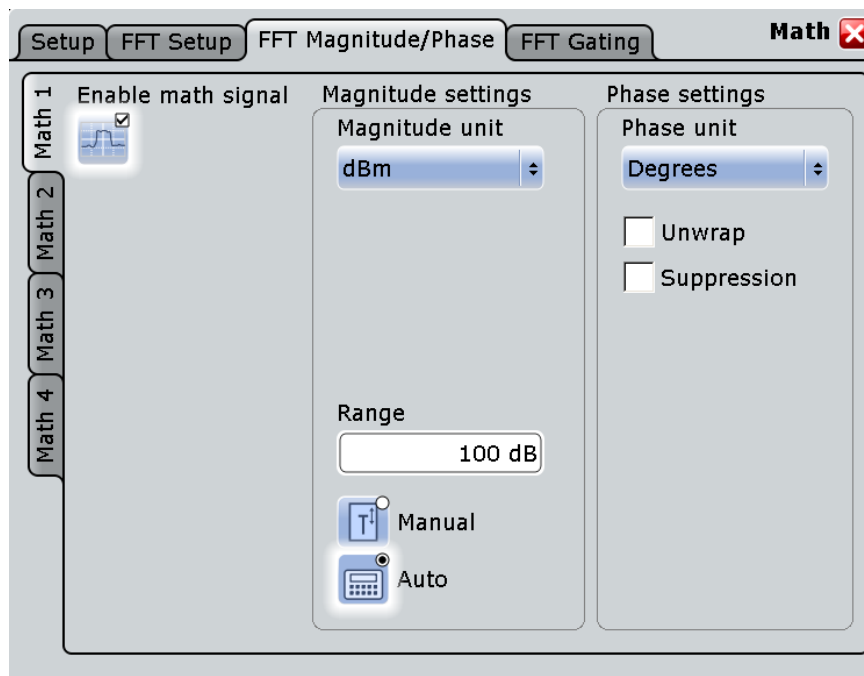 Math
Setup
FFT Setup
FFT Magnitude/Phase
FFT Gating
Math 1
Math 2
Math 3
Math 4
Enable math signal
Magnitude settings
Magnitude unit
dBm
Range
100 dB
T
Manual
Auto
Phase settings
Phase unit
Degrees
Unwrap
Suppression